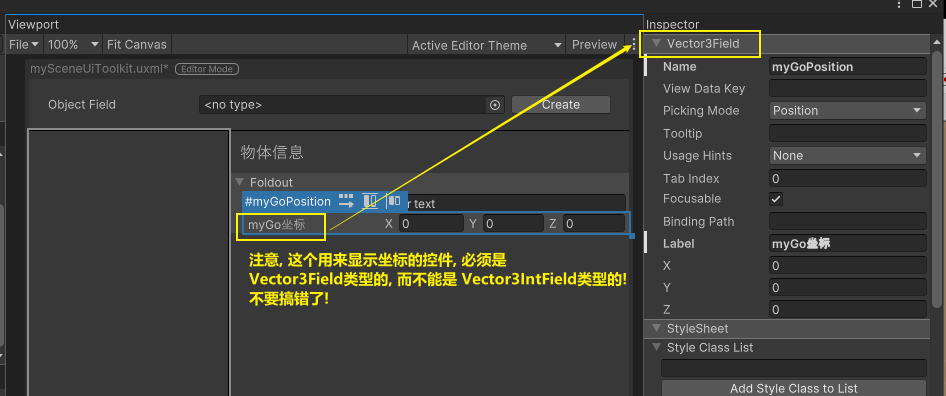 Viewport
File 100% Fit Canvas Active Editor Theme Preview
mySceneUiToolkit.uxml* Editor Mode
Object Field <no type> Create
物体信息
Foldout
#myGoPosition r text
myGo坐标 X 0 Y 0 Z 0
注意, 这个用来显示坐标的控件, 必须是
Vector3Field类型的, 而不能是 Vector3IntField类型的!
不要搞错了!
Inspector
Vector3Field
Name myGoPosition
View Data Key
Picking Mode Position
Tooltip
Usage Hints None
Tab Index 0
Focusable
Binding Path
Label myGo坐标
X 0
Y 0
Z 0
StyleSheet
Style Class List
Add Style Class to List